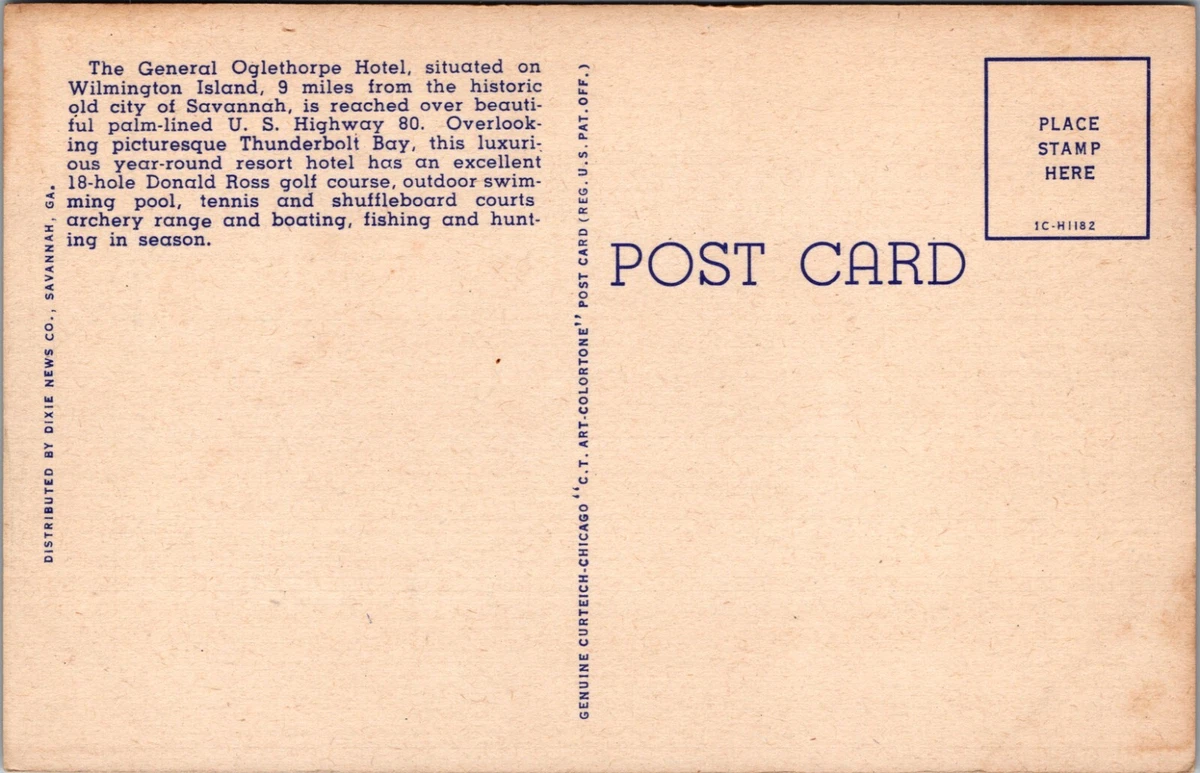 The General Oglethorpe Hotel, situated on
Wilmington Island, 9 miles from the historic
old city of Savannah, is reached over beauti-
ful palm-lined U. S. Highway 80. Overlook-
ing picturesque Thunderbolt Bay, this luxuri-
ous year-round resort hotel has an excellent
18-hole Donald Ross golf course, outdoor swim-
ming pool, tennis and shuffleboard courts
archery range and boating, fishing and hunt-
ing in season.
DISTRIBUTED BY DIXIE NEWS CO., SAVANNAH, GA.
GENUINE CURTEICH-CHICAGO "C.T. ART-COLORTONE" POST CARD (REG. U.S. PAT. OFF.)
POST CARD
PLACE
STAMP
HERE
1C-H1182